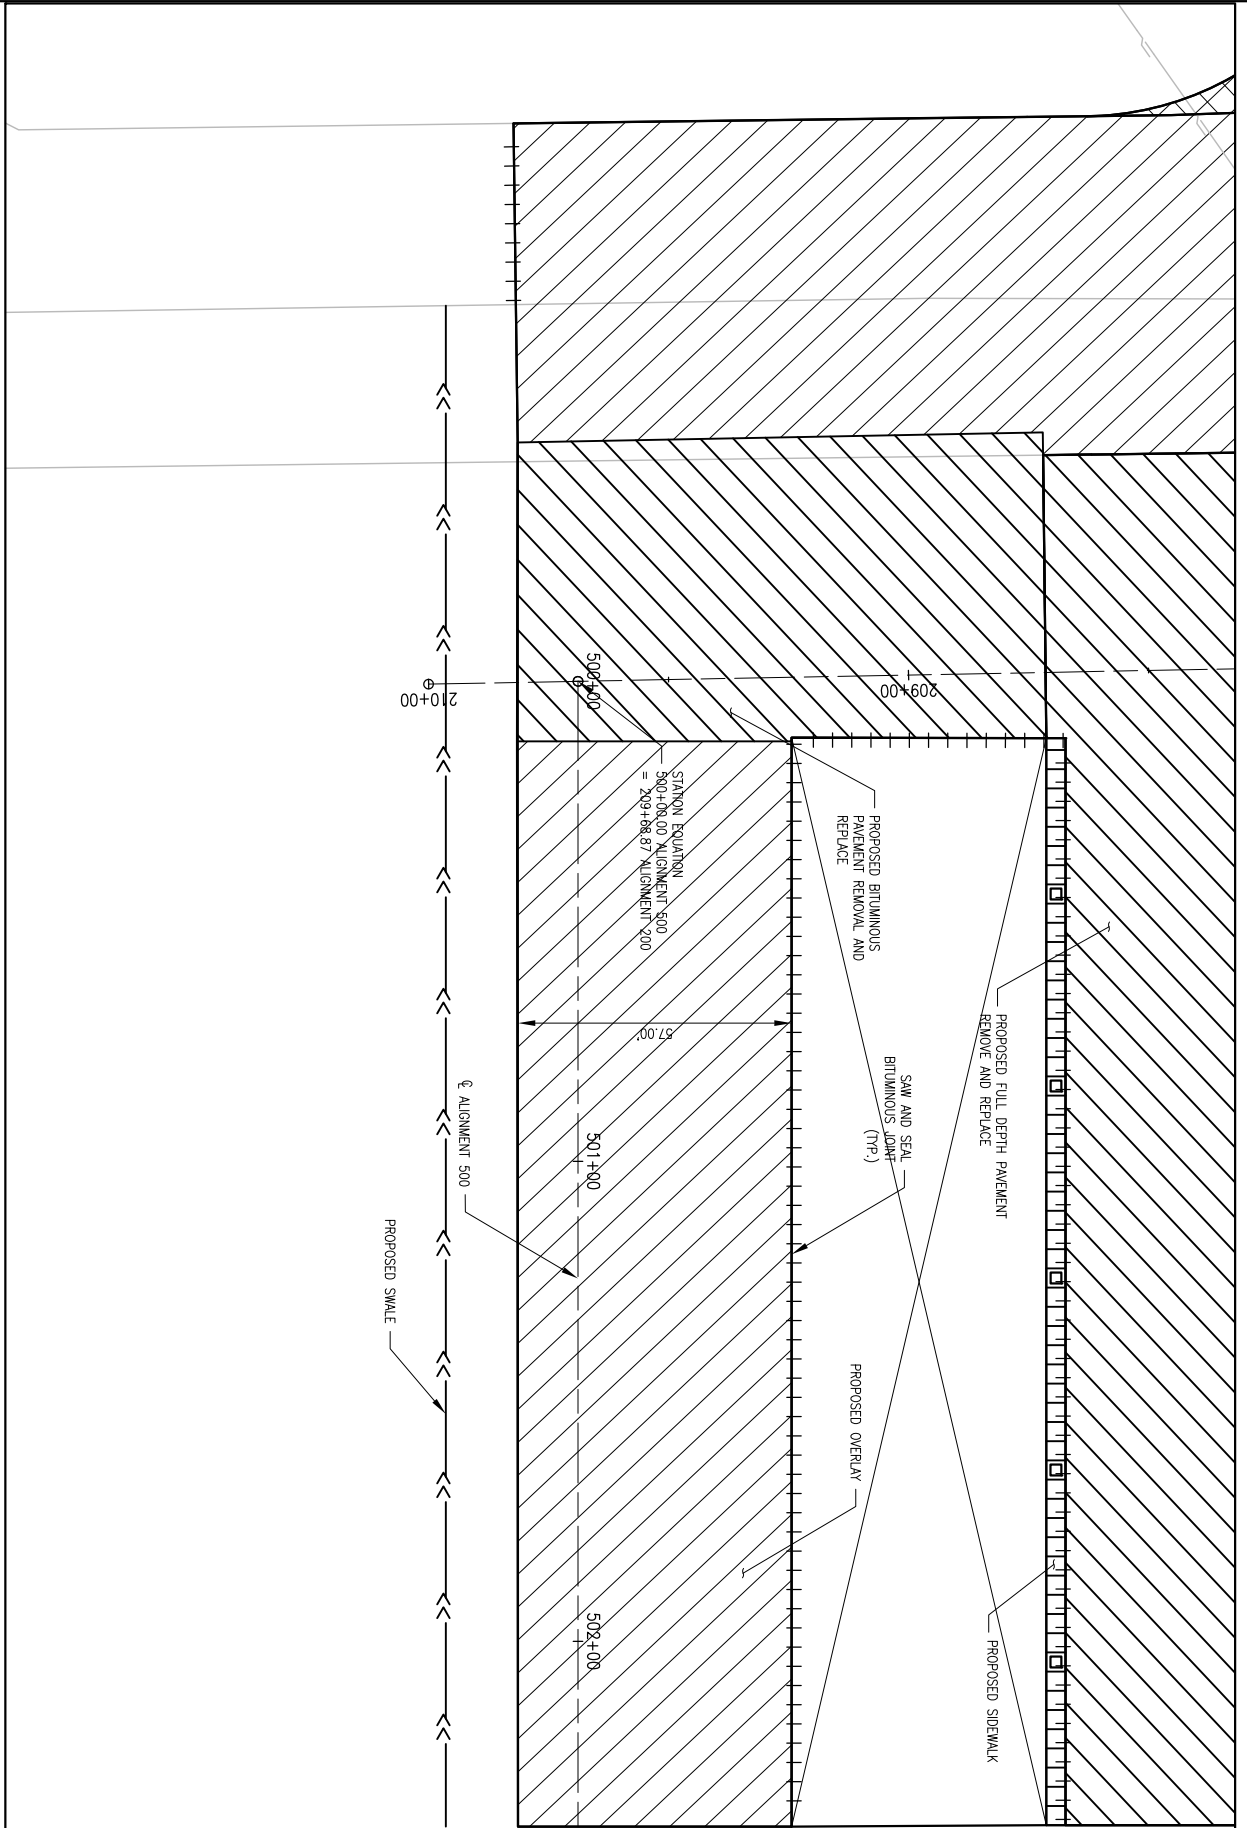 500+00
210+00
209+00
STATION EQUATION
500+00.00 ALIGNMENT 500
= 209+68.87 ALIGNMENT 200
PROPOSED BITUMINOUS
PAVEMENT REMOVAL AND
REPLACE
PROPOSED FULL DEPTH PAVEMENT
REMOVE AND REPLACE
57.00'
SAW AND SEAL
BITUMINOUS JOINT
(TYP.)
501+00
℄ ALIGNMENT 500
PROPOSED SWALE
PROPOSED OVERLAY
502+00
PROPOSED SIDEWALK